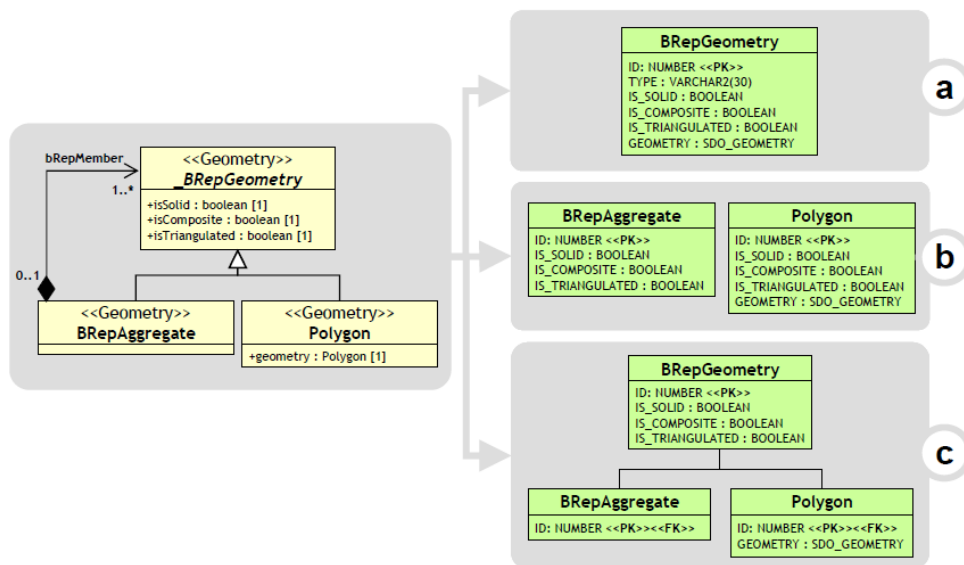 bRepMember
1..*
0..1
<<Geometry>>
_BRepGeometry
+isSolid : boolean [1]
+isComposite : boolean [1]
+isTriangulated : boolean [1]
<<Geometry>>
BRepAggregate
<<Geometry>>
Polygon
+geometry : Polygon [1]
BRepGeometry
ID: NUMBER <<PK>>
TYPE : VARCHAR2(30)
IS_SOLID : BOOLEAN
IS_COMPOSITE : BOOLEAN
IS_TRIANGULATED : BOOLEAN
GEOMETRY : SDO_GEOMETRY
a
BRepAggregate
ID: NUMBER <<PK>>
IS_SOLID : BOOLEAN
IS_COMPOSITE : BOOLEAN
IS_TRIANGULATED : BOOLEAN
Polygon
ID: NUMBER <<PK>>
IS_SOLID : BOOLEAN
IS_COMPOSITE : BOOLEAN
IS_TRIANGULATED : BOOLEAN
GEOMETRY : SDO_GEOMETRY
b
BRepGeometry
ID: NUMBER <<PK>>
IS_SOLID : BOOLEAN
IS_COMPOSITE : BOOLEAN
IS_TRIANGULATED : BOOLEAN
BRepAggregate
ID: NUMBER <<PK>><<FK>>
Polygon
ID: NUMBER <<PK>><<FK>>
GEOMETRY : SDO_GEOMETRY
c